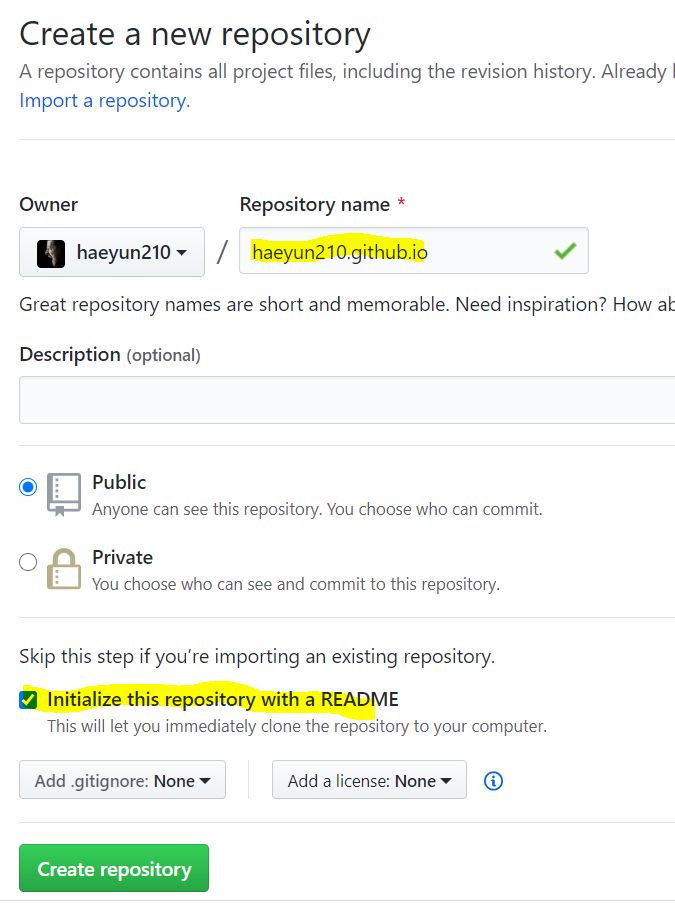 Create a new repository
A repository contains all project files, including the revision history. Already
Import a repository.
Owner Repository name *
haeyun210 / haeyun210.github.io
Great repository names are short and memorable. Need inspiration? How
Description (optional)
Public
Anyone can see this repository. You choose who can commit.
Private
You choose who can see and commit to this repository.
Skip this step if you’re importing an existing repository.
Initialize this repository with a README
This will let you immediately clone the repository to your computer.
Add .gitignore: None Add a license: None
Create repository